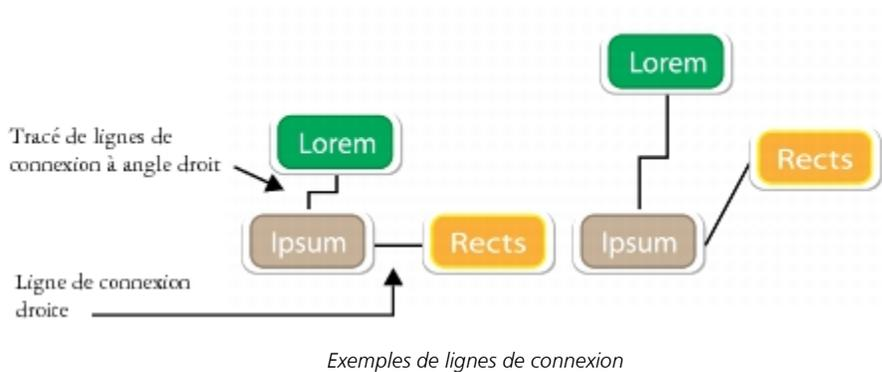 Lorem
Tracé de lignes de
connexion à angle droit
Lorem
Rects
Ipsum
Rects
Ipsum
Ligne de connexion
droite
Exemples de lignes de connexion